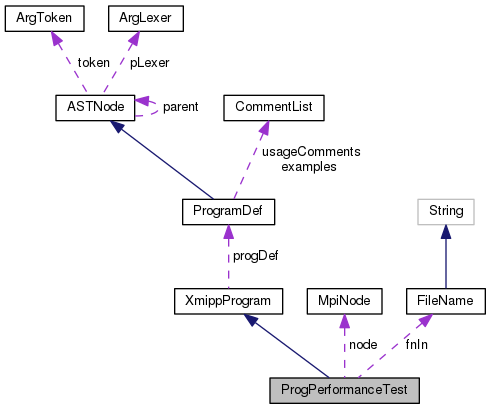 ArgToken
ArgLexer
token
pLexer
ASTNode
parent
CommentList
usageComments
examples
ProgramDef
String
progDef
XmippProgram
MpiNode
FileName
node
fnIn
ProgPerformanceTest